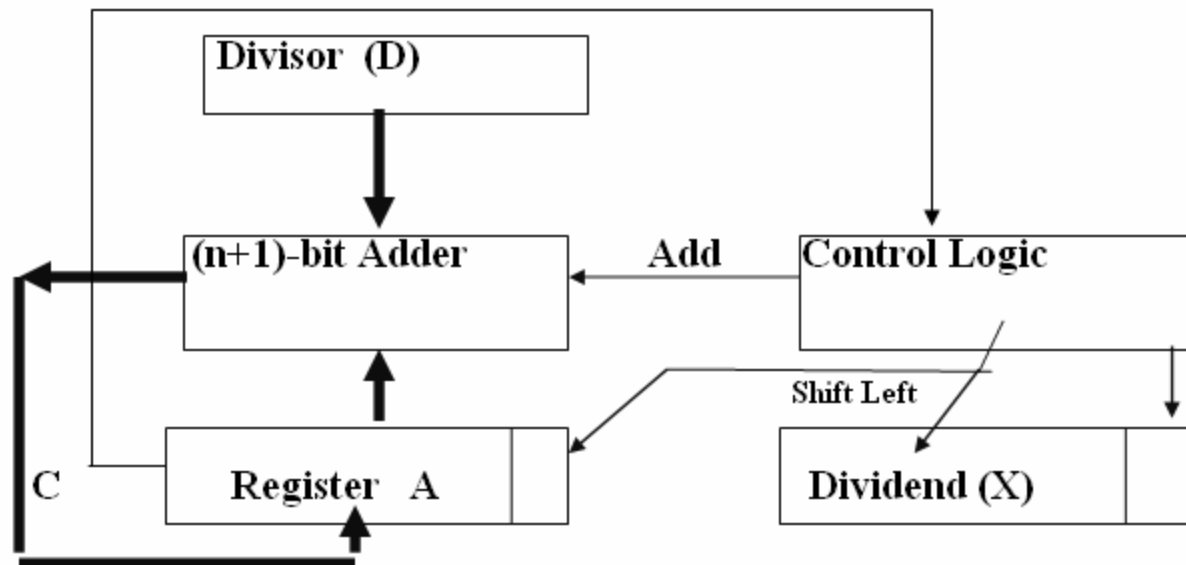 Divisor (D)
(n+1)-bit Adder
Add
Control Logic
Shift Left
C
Register A
Dividend (X)